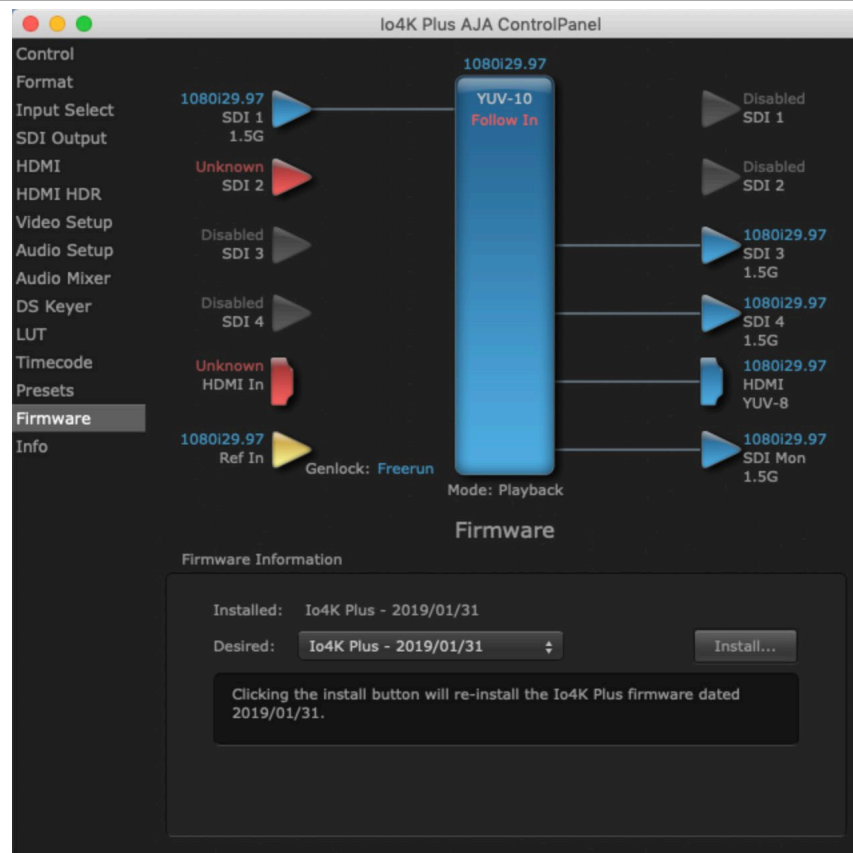 Io4K Plus AJA ControlPanel
Control
Format
Input Select
SDI Output
HDMI
HDMI HDR
Video Setup
Audio Setup
Audio Mixer
DS Keyer
LUT
Timecode
Presets
Firmware
Info
1080i29.97
SDI 1
1.5G
Unknown
SDI 2
Disabled
SDI 3
Disabled
SDI 4
Unknown
HDMI In
1080i29.97
Ref In
Genlock: Freerun
1080i29.97
YUV-10
Follow In
Mode: Playback
Disabled
SDI 1
Disabled
SDI 2
1080i29.97
SDI 3
1.5G
1080i29.97
SDI 4
1.5G
1080i29.97
HDMI
YUV-8
1080i29.97
SDI Mon
1.5G
Firmware
Firmware Information
Installed: Io4K Plus - 2019/01/31
Desired: Io4K Plus - 2019/01/31
Install...
Clicking the install button will re-install the Io4K Plus firmware dated
2019/01/31.